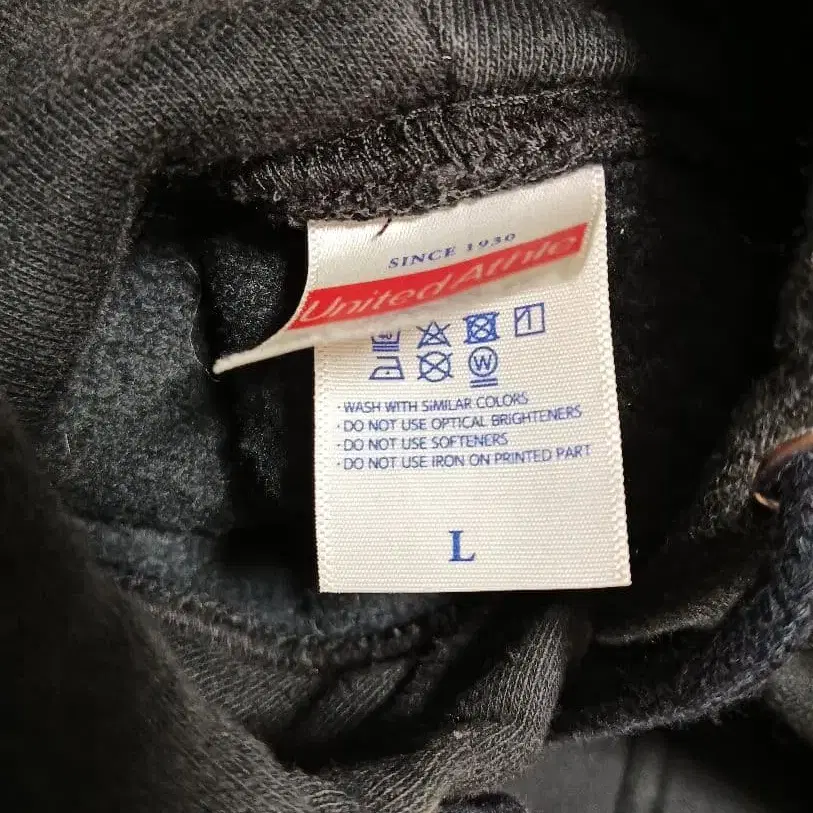 SINCE 1930
United Athle
40
W
· WASH WITH SIMILAR COLORS
· DO NOT USE OPTICAL BRIGHTENERS
· DO NOT USE SOFTENERS
· DO NOT USE IRON ON PRINTED PART
L